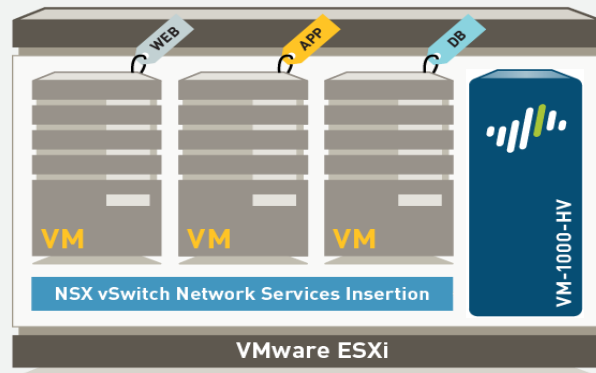 WEB
APP
DB
VM
VM
VM
VM-1000-HV
NSX vSwitch Network Services Insertion
VMware ESXi